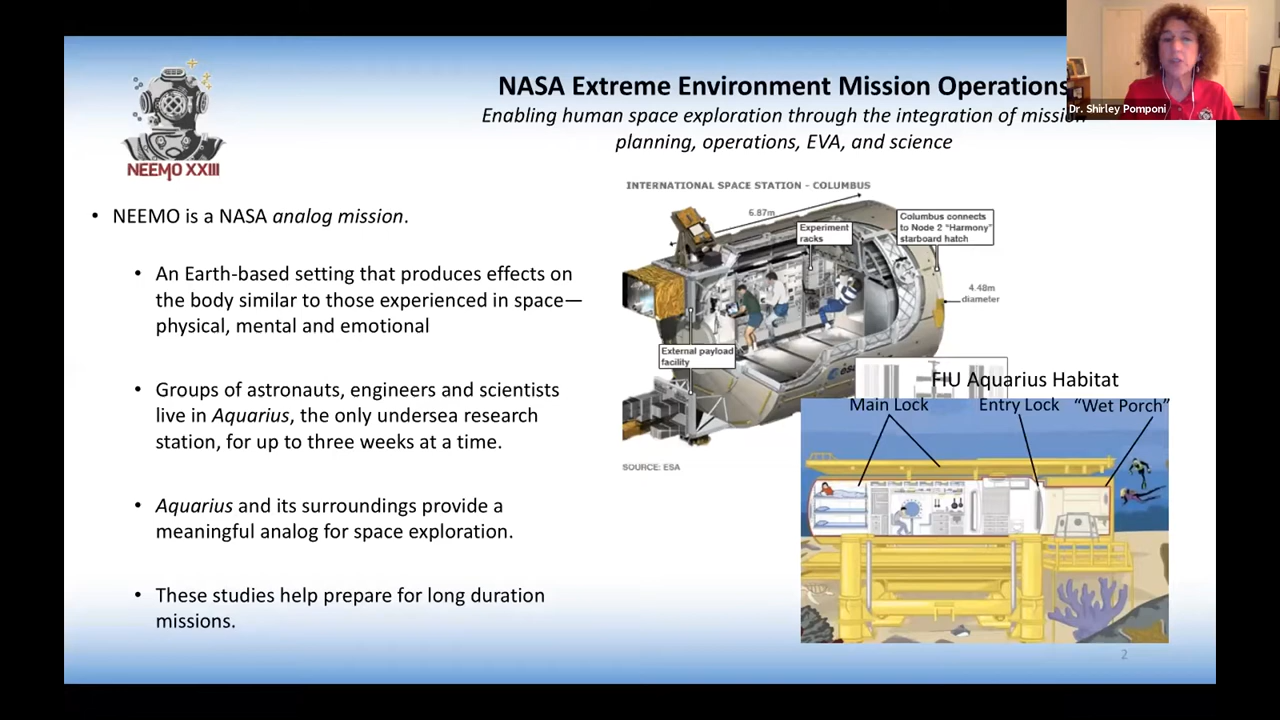 Dr. Shirley Pomponi
NEEMO XXIII
NASA Extreme Environment Mission Operations
Enabling human space exploration through the integration of mission
planning, operations, EVA, and science
• NEEMO is a NASA analog mission.
• An Earth-based setting that produces effects on
the body similar to those experienced in space—
physical, mental and emotional
• Groups of astronauts, engineers and scientists
live in Aquarius, the only undersea research
station, for up to three weeks at a time.
• Aquarius and its surroundings provide a
meaningful analog for space exploration.
• These studies help prepare for long duration
missions.
INTERNATIONAL SPACE STATION - COLUMBUS
6.87m
Experiment
racks
Columbus connects
to Node 2 "Harmony"
starboard hatch
4.48m
diameter
External payload
facility
esa
SOURCE: ESA
FIU Aquarius Habitat
Main Lock
Entry Lock
“Wet Porch”
2